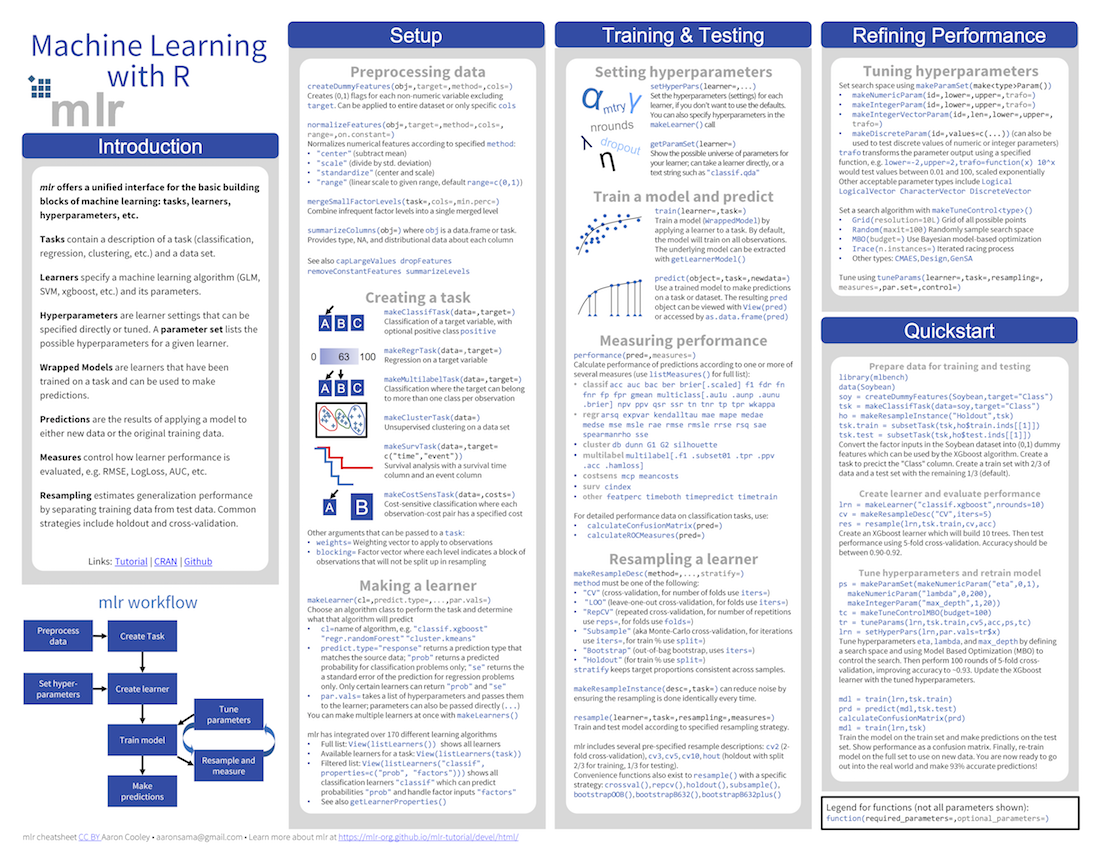 Machine Learning
with R
mlr
Introduction
mlr offers a unified interface for the basic building
blocks of machine learning: tasks, learners,
hyperparameters, etc.
Tasks contain a description of a task (classification,
regression, clustering, etc.) and a data set.
Learners specify a machine learning algorithm (GLM,
SVM, xgboost, etc.) and its parameters.
Hyperparameters are learner settings that can be
specified directly or tuned. A parameter set lists the
possible hyperparameters for a given learner.
Wrapped Models are learners that have been
trained on a task and can be used to make
predictions.
Predictions are the results of applying a model to
either new data or the original training data.
Measures control how learner performance is
evaluated, e.g. RMSE, LogLoss, AUC, etc.
Resampling estimates generalization performance
by separating training data from test data. Common
strategies include holdout and cross-validation.
Links: Tutorial | CRAN | Github
mlr workflow
Preprocess
data
Create Task
Set hyper-
parameters
Create learner
Tune
parameters
Train model
Resample and
measure
Make
predictions
Setup
Preprocessing data
createDummyFeatures(obj=,target=,method=,cols=)
Creates (0,1) flags for each non-numeric variable excluding
target. Can be applied to entire dataset or only specific cols
normalizeFeatures(obj=,target=,method=,cols=,
range=,on.constant=)
Normalizes numerical features according to specified method:
• "center" (subtract mean)
• "scale" (divide by std. deviation)
• "standardize" (center and scale)
• "range" (linear scale to given range, default range=c(0,1))
mergeSmallFactorLevels(task=,cols=,min.perc=)
Combine infrequent factor levels into a single merged level
summarizeColumns(obj=) where obj is a data.frame or task.
Provides type, NA, and distributional data about each column
See also capLargeValues dropFeatures
removeConstantFeatures summarizeLevels
Creating a task
A B C
makeClassifTask(data=,target=)
Classification of a target variable, with
optional positive class positive
0 63 100
makeRegrTask(data=,target=)
Regression on a target variable
A B C
makeMultilabelTask(data=,target=)
Classification where the target can belong
to more than one class per observation
makeClusterTask(data=)
Unsupervised clustering on a data set
makeSurvTask(data=,target=
c("time","event"))
Survival analysis with a survival time
column and an event column
A B
makeCostSensTask(data=,costs=)
Cost-sensitive classification where each
observation-cost pair has a specified cost
Other arguments that can be passed to a task:
• weights= Weighting vector to apply to observations
• blocking= Factor vector where each level indicates a block of
observations that will not be split up in resampling
Making a learner
makeLearner(cl=,predict.type=,...,par.vals=)
Choose an algorithm class to perform the task and determine
what that algorithm will predict
• cl=name of algorithm, e.g. "classif.xgboost"
"regr.randomForest" "cluster.kmeans"
• predict.type="response" returns a prediction type that
matches the source data; "prob" returns a predicted
probability for classification problems only; "se" returns
the standard error of the prediction for regression problems
only. Only certain learners can return "prob" and "se"
• par.vals= takes a list of hyperparameters and passes them
to the learner; parameters can also be passed directly (...)
You can make multiple learners at once with makeLearners()
mlr has integrated over 170 different learning algorithms
• Full list: View(listLearners()) shows all learners
• Available learners for a task: View(listLearners(task))
• Filtered list: View(listLearners("classif",
properties=c("prob", "factors"))) shows all
classification learners "classif" which can predict
probabilities "prob" and handle factor inputs "factors"
• See also getLearnerProperties()
Training & Testing
Setting hyperparameters
α mtry γ
nrounds
λ dropout
η
setHyperPars(learner=,...)
Set the hyperparameters (settings) for each
learner, if you don't want to use the defaults.
You can also specify hyperparameters in the
makeLearner() call
getParamSet(learner=)
Show the possible universe of parameters for
your learner; can take a learner directly, or a
text string such as "classif.qda"
Train a model and predict
train(learner=,task=)
Train a model (WrappedModel) by
applying a learner to a task. By default,
the model will train on all observations.
The underlying model can be extracted
with getLearnerModel()
predict(object=,task=,newdata=)
Use a trained model to make predictions
on a task or dataset. The resulting pred
object can be viewed with View(pred)
or accessed by as.data.frame(pred)
Measuring performance
performance(pred=,measures=)
Calculate performance of predictions according to one or more of
several measures (use listMeasures() for full list):
• classif acc auc bac ber brier[.scaled] f1 fdr fn
fnr fp fpr gmean multiclass[.au1u .aunp .aunu
.brier] npv ppv qsr ssr tn tnr tp tpr wkappa
• regr arsq expvar kendalltau mae mape medae
medse mse msle rae rmse rmsle rrse rsq sae
spearmanrho sse
• cluster db dunn G1 G2 silhouette
• multilabel multilabel[.f1 .subset01 .tpr .ppv
.acc .hamloss]
• costsens mcp meancosts
• surv cindex
• other featperc timeboth timepredict timetrain
For detailed performance data on classification tasks, use:
• calculateConfusionMatrix(pred=)
• calculateROCMeasures(pred=)
Resampling a learner
makeResampleDesc(method=,...,stratify=)
method must be one of the following:
• "CV" (cross-validation, for number of folds use iters=)
• "LOO" (leave-one-out cross-validation, for folds use iters=)
• "RepCV" (repeated cross-validation, for number of repetitions
use reps=, for folds use folds=)
• "Subsample" (aka Monte-Carlo cross-validation, for iterations
use iters=, for train % use split=)
• "Bootstrap" (out-of-bag bootstrap, uses iters=)
• "Holdout" (for train % use split=)
stratify keeps target proportions consistent across samples.
makeResampleInstance(desc=,task=) can reduce noise by
ensuring the resampling is done identically every time.
resample(learner=,task=,resampling=,measures=)
Train and test model according to specified resampling strategy.
mlr includes several pre-specified resample descriptions: cv2 (2-
fold cross-validation), cv3, cv5, cv10, hout (holdout with split
2/3 for training, 1/3 for testing).
Convenience functions also exist to resample() with a specific
strategy: crossval(),repcv(),holdout(),subsample(),
bootstrapOOB(),bootstrapB632(),bootstrapB632plus()
Refining Performance
Tuning hyperparameters
Set search space using makeParamSet(make<type>Param())
• makeNumericParam(id=,lower=,upper=,trafo=)
• makeIntegerParam(id=,lower=,upper=,trafo=)
• makeIntegerVectorParam(id=,len=,lower=,upper=,
trafo=)
• makeDiscreteParam(id=,values=c(...)) (can also be
used to test discrete values of numeric or integer parameters)
trafo transforms the parameter output using a specified
function, e.g. lower=-2,upper=2,trafo=function(x) 10^x
would test values between 0.01 and 100, scaled exponentially
Other acceptable parameter types include Logical
LogicalVector CharacterVector DiscreteVector
Set a search algorithm with makeTuneControl<type>()
• Grid(resolution=10L) Grid of all possible points
• Random(maxit=100) Randomly sample search space
• MBO(budget=) Use Bayesian model-based optimization
• Irace(n.instances=) Iterated racing process
• Other types: CMAES,Design,GenSA
Tune using tuneParams(learner=,task=,resampling=,
measures=,par.set=,control=)
Quickstart
Prepare data for training and testing
library(mlbench)
data(Soybean)
soy = createDummyFeatures(Soybean,target="Class")
tsk = makeClassifTask(data=soy,target="Class")
ho = makeResampleInstance("Holdout",tsk)
tsk.train = subsetTask(tsk,ho$train.inds[[1]])
tsk.test = subsetTask(tsk,ho$test.inds[[1]])
Convert the factor inputs in the Soybean dataset into (0,1) dummy
features which can be used by the XGboost algorithm. Create a
task to precict the "Class" column. Create a train set with 2/3 of
data and a test set with the remaining 1/3 (default).
Create learner and evaluate performance
lrn = makeLearner("classif.xgboost",nrounds=10)
cv = makeResampleDesc("CV",iters=5)
res = resample(lrn,tsk.train,cv,acc)
Create an XGboost learner which will build 10 trees. Then test
performance using 5-fold cross-validation. Accuracy should be
between 0.90-0.92.
Tune hyperparameters and retrain model
ps = makeParamSet(makeNumericParam("eta",0,1),
makeNumericParam("lambda",0,200),
makeIntegerParam("max_depth",1,20))
tc = makeTuneControlMBO(budget=100)
tr = tuneParams(lrn,tsk.train,cv5,acc,ps,tc)
lrn = setHyperPars(lrn,par.vals=tr$x)
Tune hyperparameters eta, lambda, and max_depth by defining
a search space and using Model Based Optimization (MBO) to
control the search. Then perform 100 rounds of 5-fold cross-
validation, improving accuracy to ~0.93. Update the XGboost
learner with the tuned hyperparameters.
mdl = train(lrn,tsk.train)
prd = predict(mdl,tsk.test)
calculateConfusionMatrix(prd)
mdl = train(lrn,tsk)
Train the model on the train set and make predictions on the test
set. Show performance as a confusion matrix. Finally, re-train
model on the full set to use on new data. You are now ready to go
out into the real world and make 93% accurate predictions!
Legend for functions (not all parameters shown):
function(required_parameters=,optional_parameters=)
mlr cheatsheet CC BY Aaron Cooley • aaronsama@gmail.com • Learn more about mlr at https://mlr-org.github.io/mlr-tutorial/devel/html/